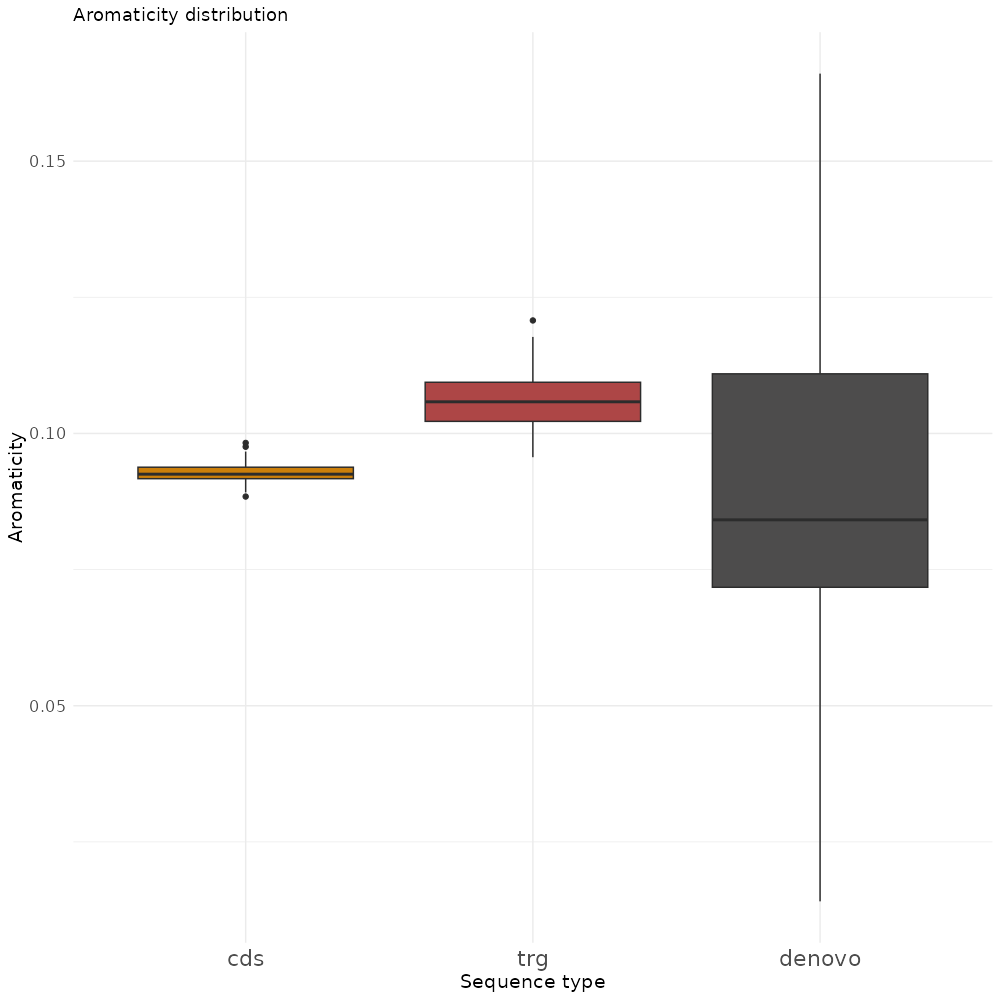 Aromaticity distribution
0.15
0.10
0.05
Aromaticity
cds
trg
denovo
Sequence type